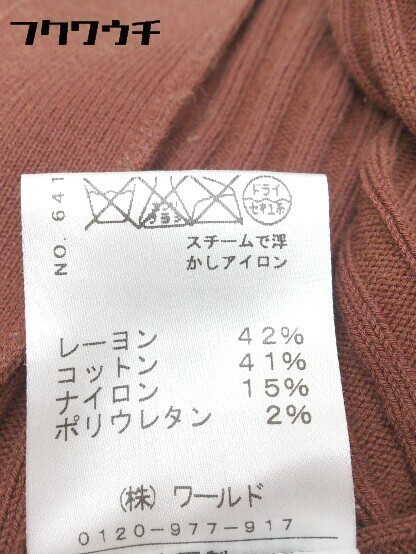 フクワウチ
NO. 641
ドライ
セキユ系
スチームで浮
かしアイロン
レーヨン 42%
コットン 41%
ナイロン 15%
ポリウレタン 2%
(株) ワールド
0120-977-917